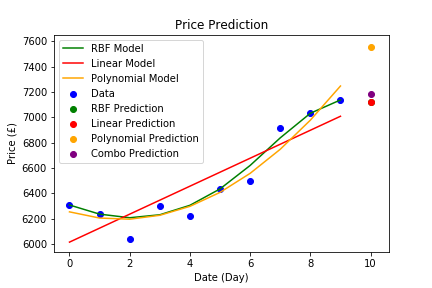 Price Prediction
Price (£)
7600
7400
7200
7000
6800
6600
6400
6200
6000
RBF Model
Linear Model
Polynomial Model
Data
RBF Prediction
Linear Prediction
Polynomial Prediction
Combo Prediction
0
2
4
6
8
10
Date (Day)